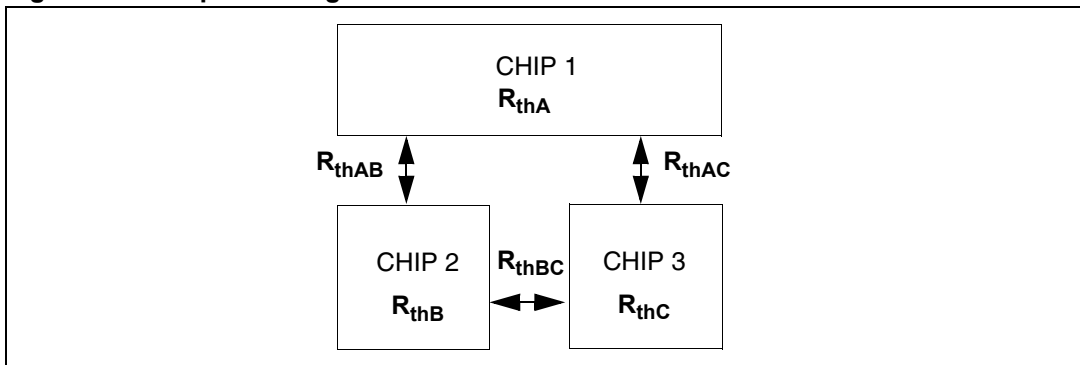 CHIP 1
RthA
RthAB
RthAC
CHIP 2
RthBC
CHIP 3
RthB
RthC